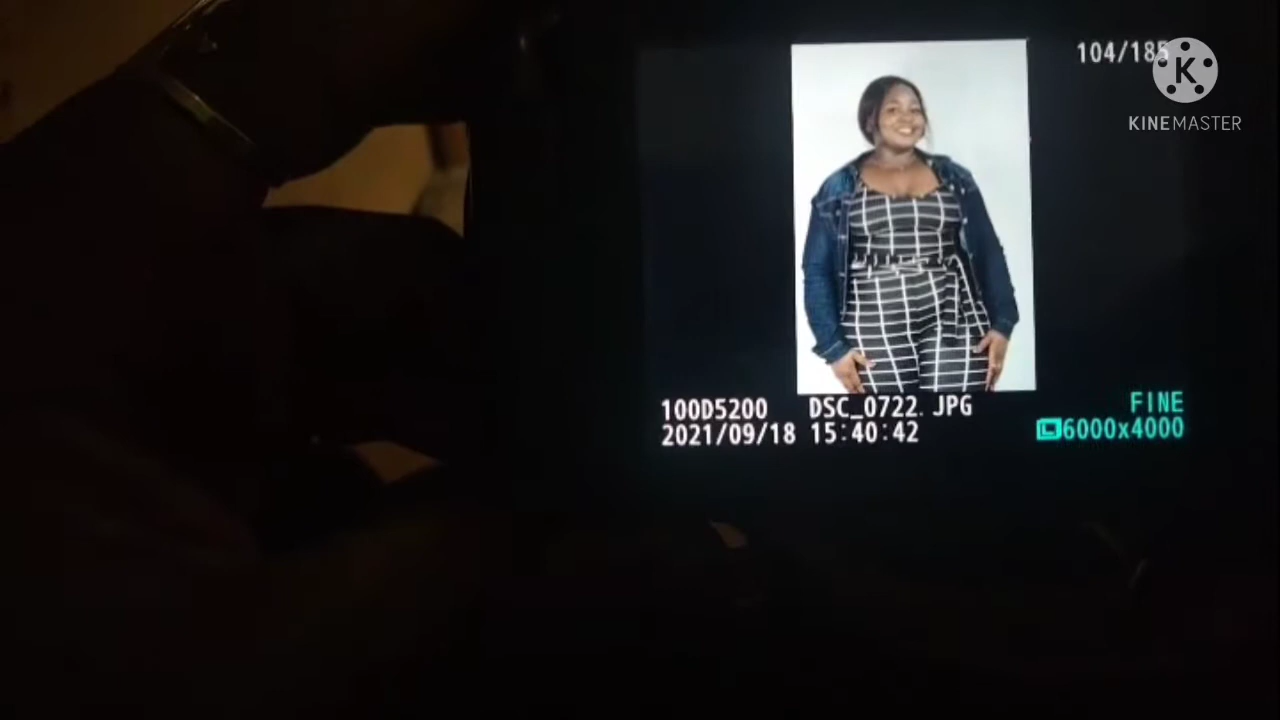 104/185
K
KINEMASTER
100D5200 DSC_0722. JPG
FINE
2021/09/18 15:40:42
6000x4000